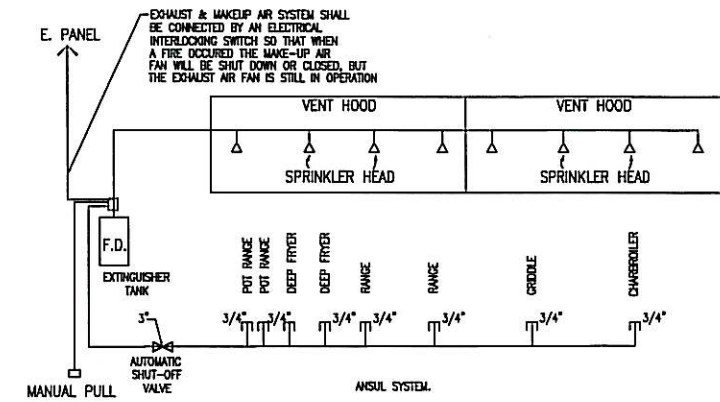 EXHAUST & MAKEUP AIR SYSTEM SHALL
BE CONNECTED BY AN ELECTRICAL
INTERLOCKING SWITCH SO THAT WHEN
A FIRE OCCURED THE MAKE-UP AIR
FAN WILL BE SHUT DOWN OR CLOSED, BUT
THE EXHAUST AIR FAN IS STILL IN OPERATION
E. PANEL
VENT HOOD
VENT HOOD
SPRINKLER HEAD
SPRINKLER HEAD
F.D.
EXTINGUISHER
TANK
POT RANGE
POT RANGE
DEEP FRYER
DEEP FRYER
RANGE
RANGE
GRIDDLE
CHARBROILER
3"
3/4"
3/4"
3/4"
3/4"
3/4"
3/4"
3/4"
3/4"
AUTOMATIC
SHUT-OFF
VALVE
MANUAL PULL
ANSUL SYSTEM.